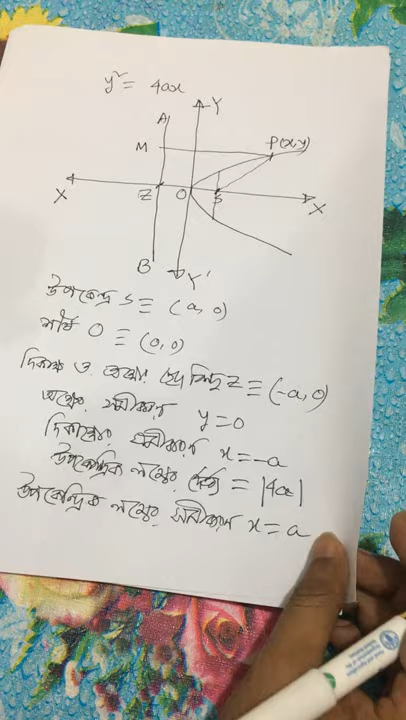 y² = 4ax
A
Y
M
P(x,y)
X
Z
O
S
X
B
Y'
উপকেন্দ্র S ≡ (a, 0)
শীর্ষ O ≡ (0, 0)
দিকাক্ষ ও অক্ষের ছেদ বিন্দু Z ≡ (-a, 0)
অক্ষের সমীকরণ y = 0
দিকাক্ষের সমীকরণ x = -a
উপকেন্দ্রিক লম্বের দৈর্ঘ্য = |4a|
উপকেন্দ্রিক লম্বের সমীকরণ x = a